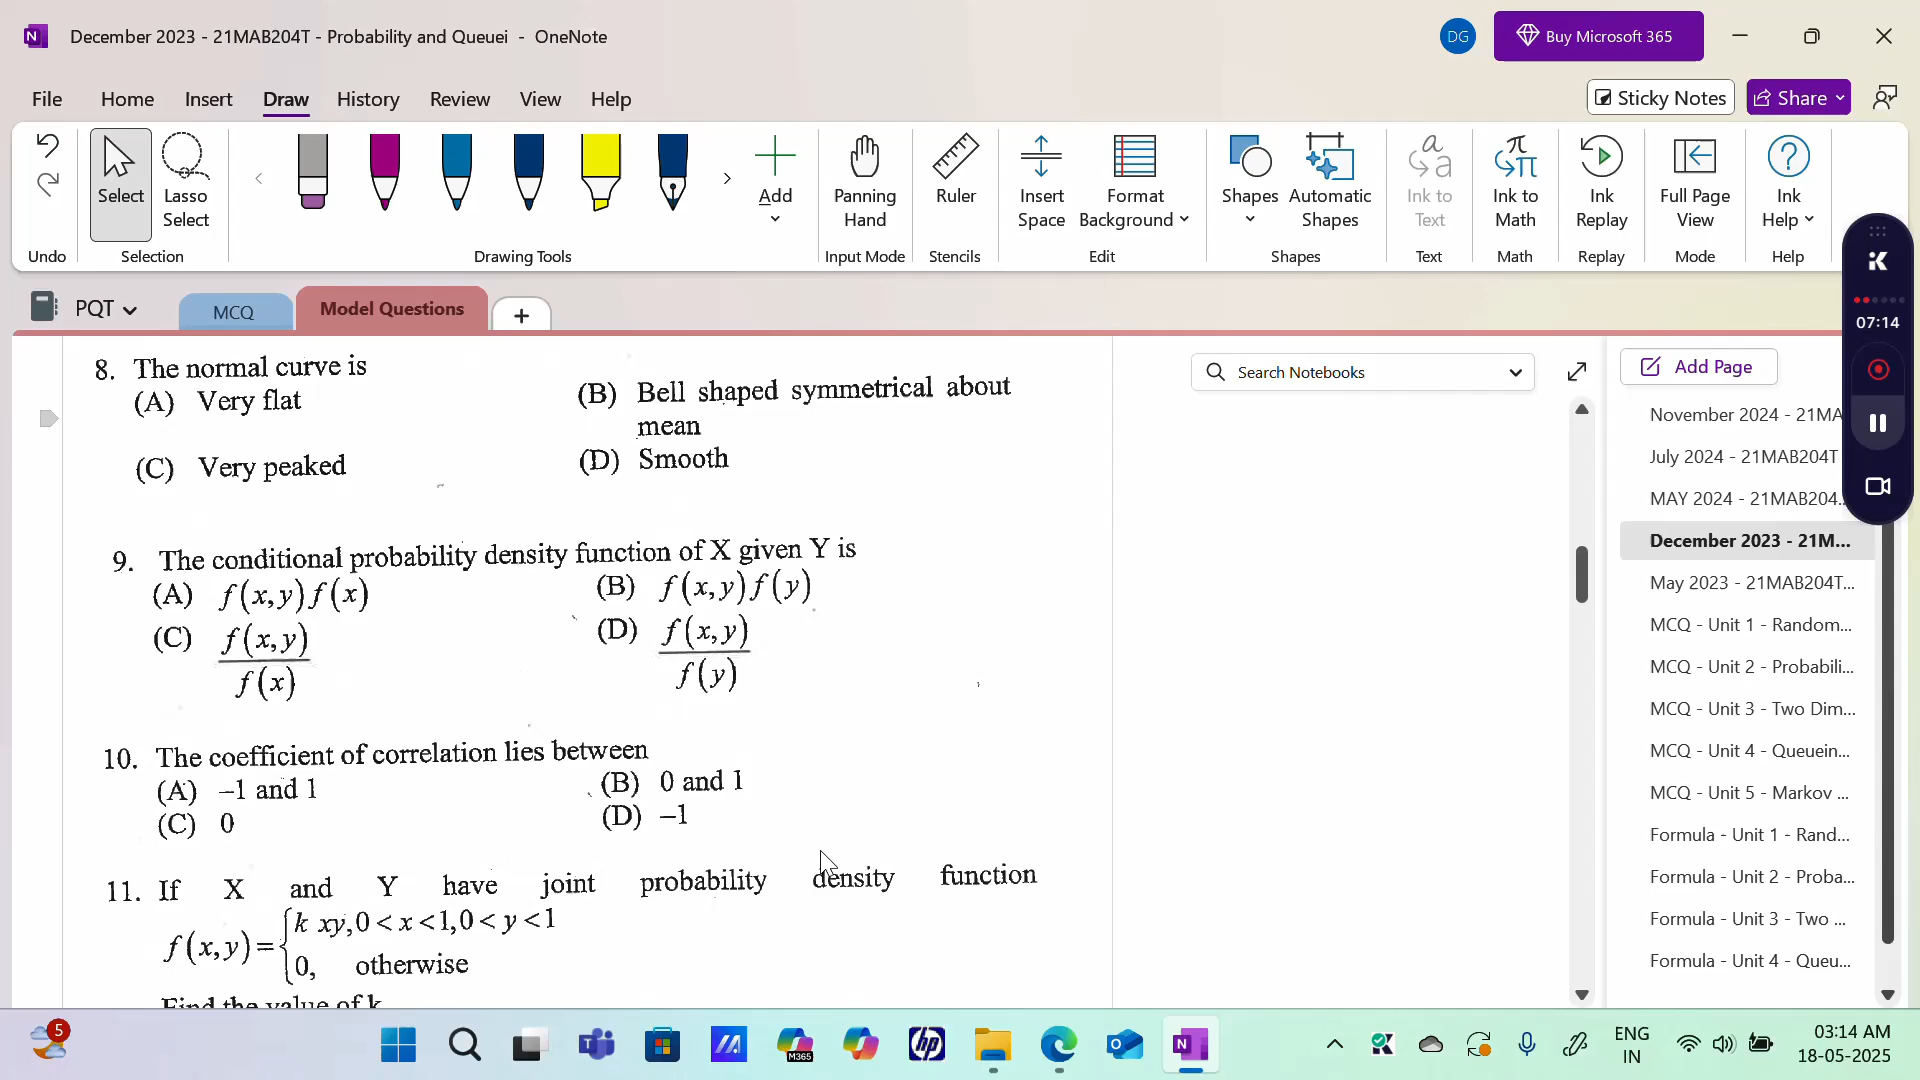 December 2023 - 21MAB204T - Probability and Queuei - OneNote
DG
Buy Microsoft 365
File Home Insert Draw History Review View Help
Sticky Notes
Share
Select
Lasso Select
Add
Panning Hand
Ruler
Insert Space
Format Background
Shapes
Automatic Shapes
Ink to Text
Ink to Math
Ink Replay
Full Page View
Ink Help
Undo Selection Drawing Tools Input Mode Stencils Edit Shapes Text Math Replay Mode Help
07:14
PQT
MCQ
Model Questions
Search Notebooks
Add Page
8. The normal curve is
(A) Very flat (B) Bell shaped symmetrical about
mean
(C) Very peaked (D) Smooth
9. The conditional probability density function of X given Y is
(A) f(x,y)f(x) (B) f(x,y)f(y)
(C) f(x,y)/f(x) (D) f(x,y)/f(y)
10. The coefficient of correlation lies between
(A) –1 and 1 (B) 0 and 1
(C) 0 (D) –1
11. If X and Y have joint probability density function
f(x,y)={k xy,0<x<1,0<y<1
0, otherwise
Find the value of k
November 2024 - 21MA
July 2024 - 21MAB204T
MAY 2024 - 21MAB204...
December 2023 - 21M...
May 2023 - 21MAB204T...
MCQ - Unit 1 - Random...
MCQ - Unit 2 - Probabili...
MCQ - Unit 3 - Two Dim...
MCQ - Unit 4 - Queuein...
MCQ - Unit 5 - Markov ...
Formula - Unit 1 - Rand...
Formula - Unit 2 - Proba...
Formula - Unit 3 - Two ...
Formula - Unit 4 - Queu...
5
M365
hp
ENG
IN
03:14 AM
18-05-2025